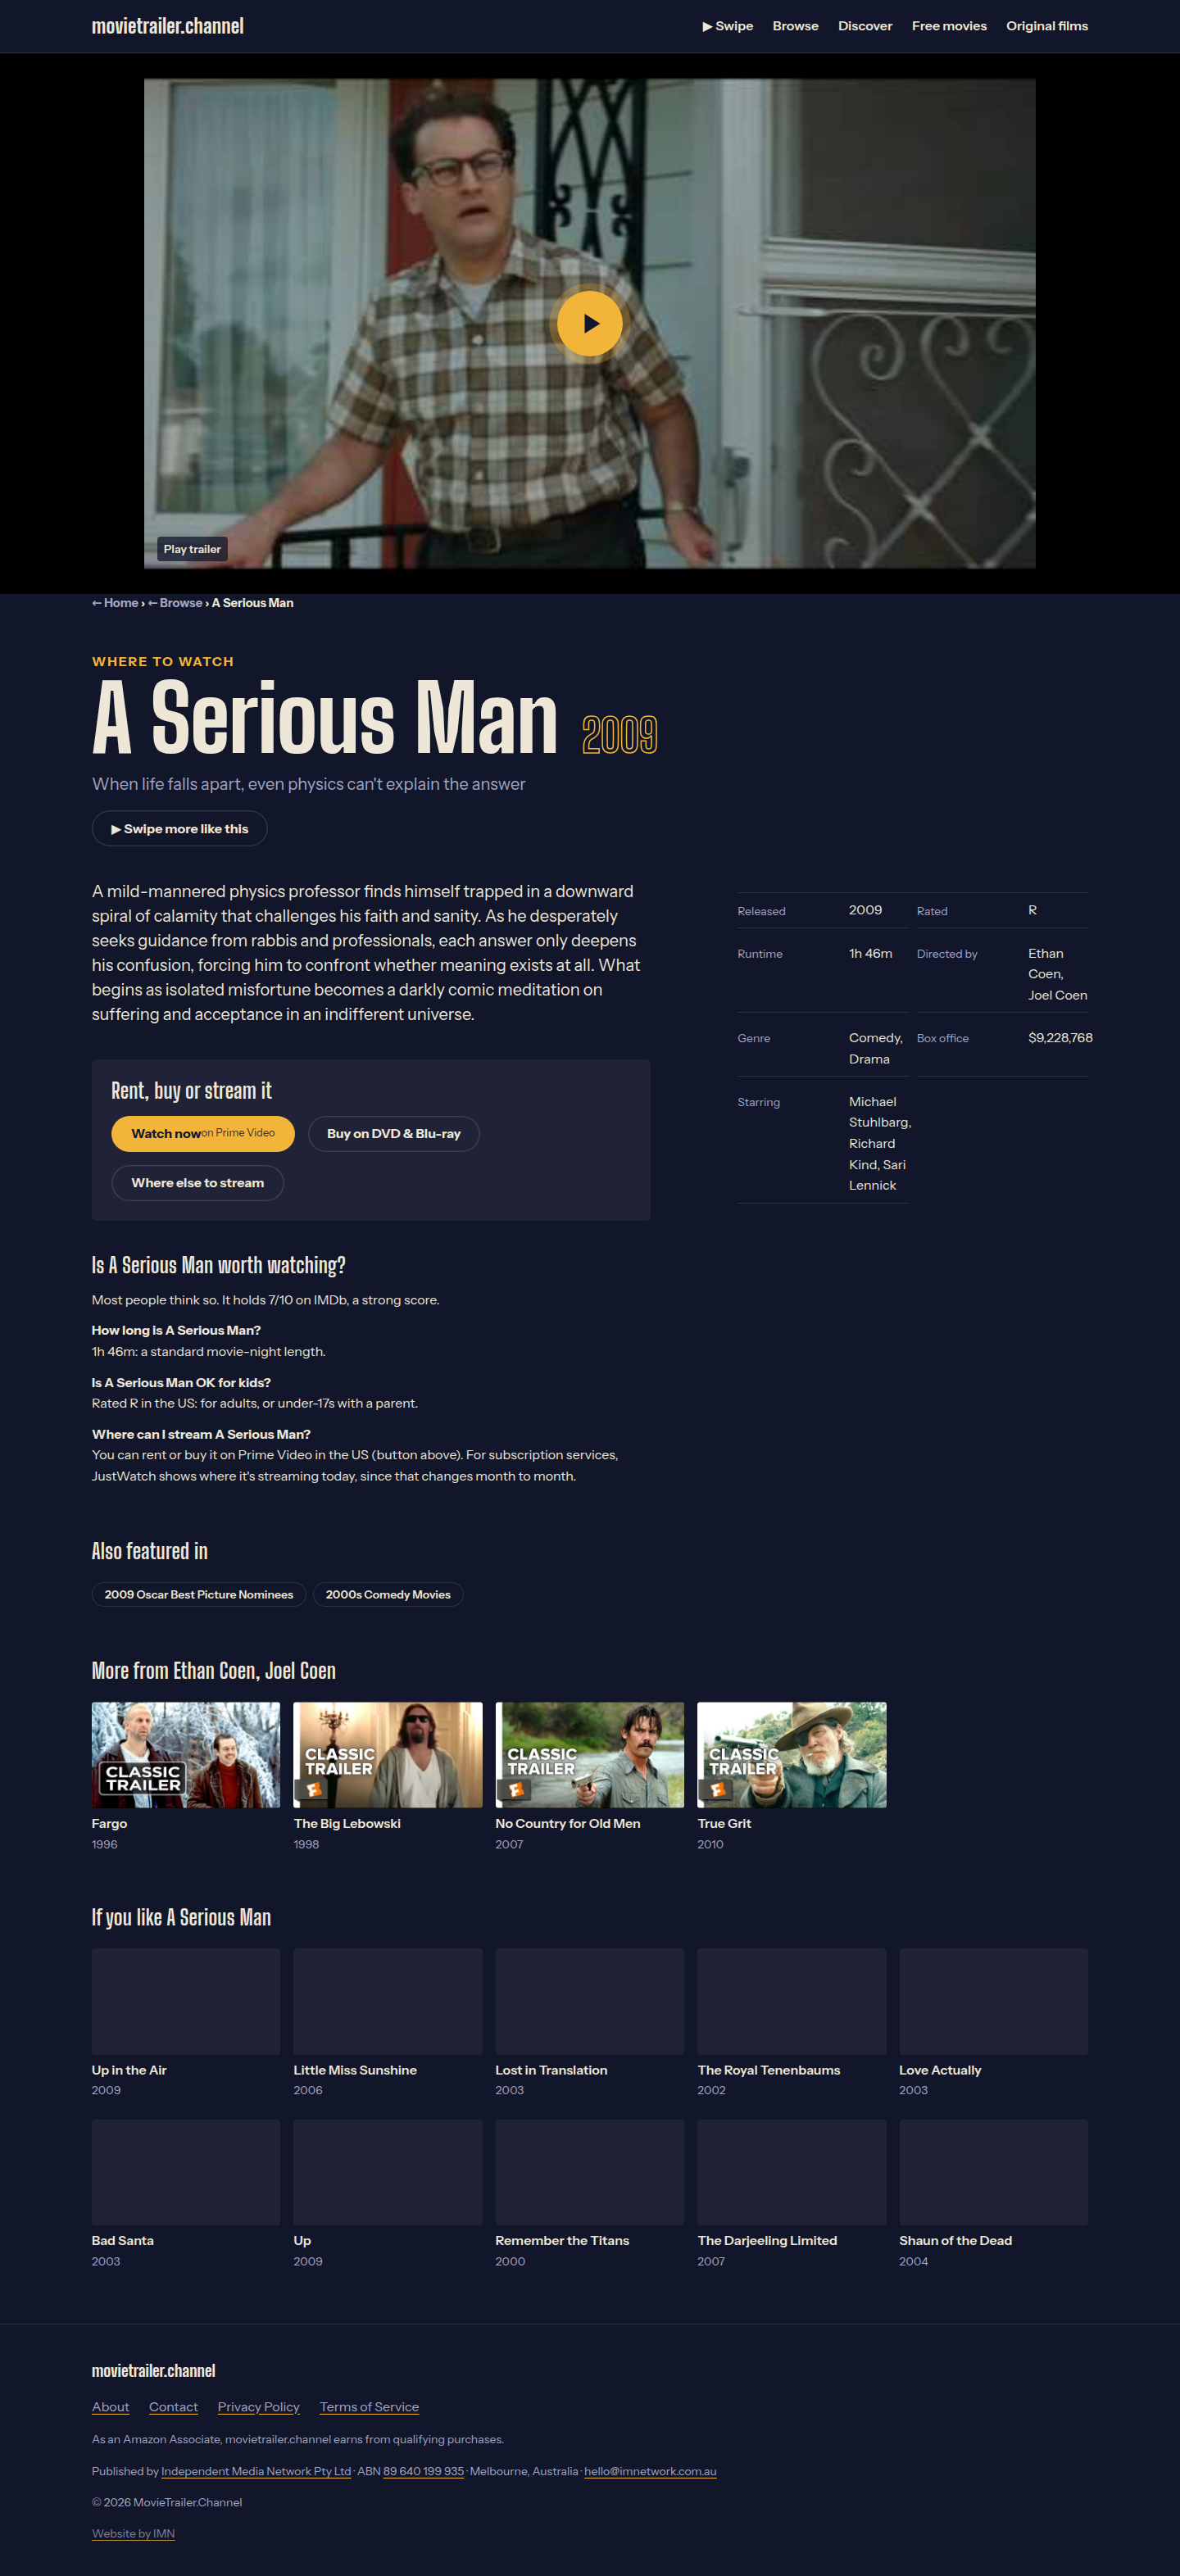 movietrailer.channel
▶ Swipe Browse Discover Free movies Original films
Play trailer
← Home › ← Browse › A Serious Man
WHERE TO WATCH
A Serious Man 2009
When life falls apart, even physics can't explain the answer
▶ Swipe more like this
A mild-mannered physics professor finds himself trapped in a downward
spiral of calamity that challenges his faith and sanity. As he desperately
seeks guidance from rabbis and professionals, each answer only deepens
his confusion, forcing him to confront whether meaning exists at all. What
begins as isolated misfortune becomes a darkly comic meditation on
suffering and acceptance in an indifferent universe.
Released 2009 Rated R
Runtime 1h 46m Directed by Ethan
Coen,
Joel Coen
Genre Comedy, Box office $9,228,768
Drama
Starring Michael
Stuhlbarg,
Richard
Kind, Sari
Lennick
Rent, buy or stream it
Watch nowon Prime Video Buy on DVD & Blu-ray
Where else to stream
Is A Serious Man worth watching?
Most people think so. It holds 7/10 on IMDb, a strong score.
How long is A Serious Man?
1h 46m: a standard movie-night length.
Is A Serious Man OK for kids?
Rated R in the US: for adults, or under-17s with a parent.
Where can I stream A Serious Man?
You can rent or buy it on Prime Video in the US (button above). For subscription services,
JustWatch shows where it's streaming today, since that changes month to month.
Also featured in
2009 Oscar Best Picture Nominees 2000s Comedy Movies
More from Ethan Coen, Joel Coen
CLASSIC TRAILER
CLASSIC TRAILER
CLASSIC TRAILER
CLASSIC TRAILER
Fargo The Big Lebowski No Country for Old Men True Grit
1996 1998 2007 2010
If you like A Serious Man
Up in the Air Little Miss Sunshine Lost in Translation The Royal Tenenbaums Love Actually
2009 2006 2003 2002 2003
Bad Santa Up Remember the Titans The Darjeeling Limited Shaun of the Dead
2003 2009 2000 2007 2004
movietrailer.channel
About Contact Privacy Policy Terms of Service
As an Amazon Associate, movietrailer.channel earns from qualifying purchases.
Published by Independent Media Network Pty Ltd · ABN 89 640 199 935 · Melbourne, Australia · hello@imnetwork.com.au
© 2026 MovieTrailer.Channel
Website by IMN